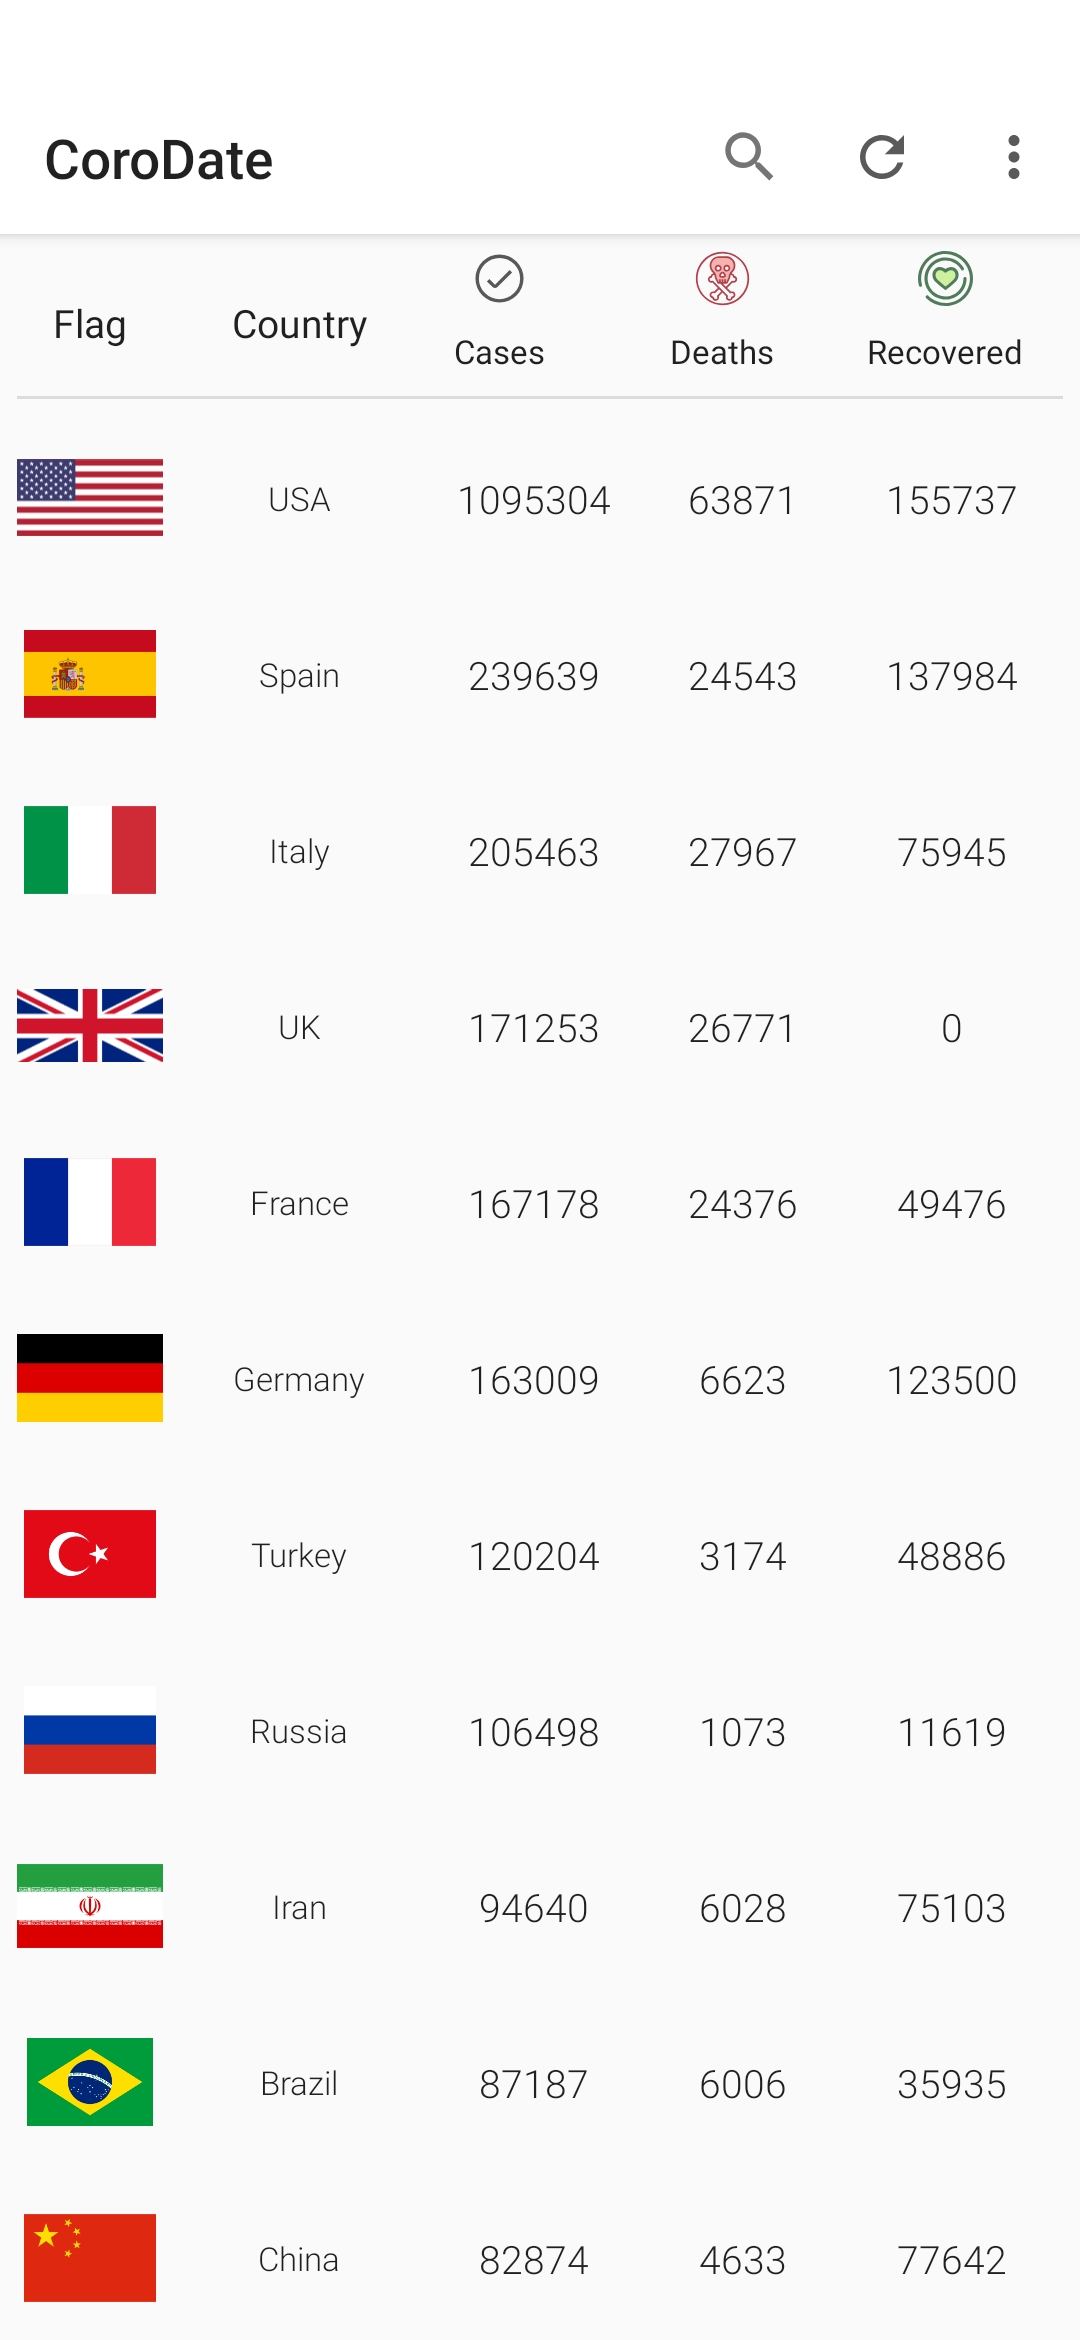 CoroDate
Flag Country Cases Deaths Recovered
USA 1095304 63871 155737
Spain 239639 24543 137984
Italy 205463 27967 75945
UK 171253 26771 0
France 167178 24376 49476
Germany 163009 6623 123500
Turkey 120204 3174 48886
Russia 106498 1073 11619
Iran 94640 6028 75103
Brazil 87187 6006 35935
China 82874 4633 77642